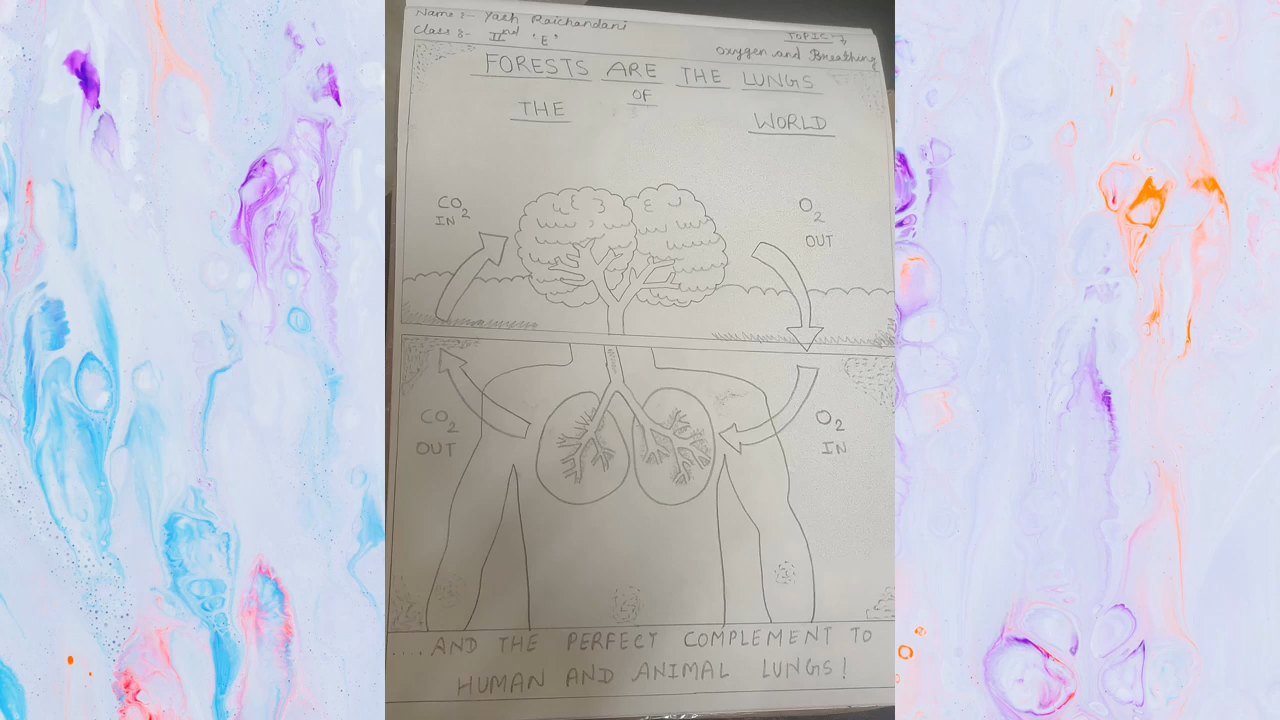 Name :- Yash Raichandani
Class :- IInd 'E'
TOPIC →
Oxygen and Breathing
FORESTS ARE THE LUNGS
OF
THE WORLD
CO2
IN
O2
OUT
CO2
OUT
O2
IN
....AND THE PERFECT COMPLEMENT TO
HUMAN AND ANIMAL LUNGS!